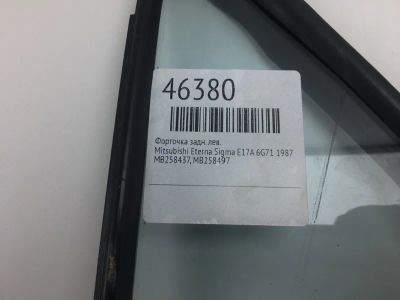 46380
Форточка задн. лев.
Mitsubishi Eterna Sigma E17A 6G71 1987
MB258437, MB258497